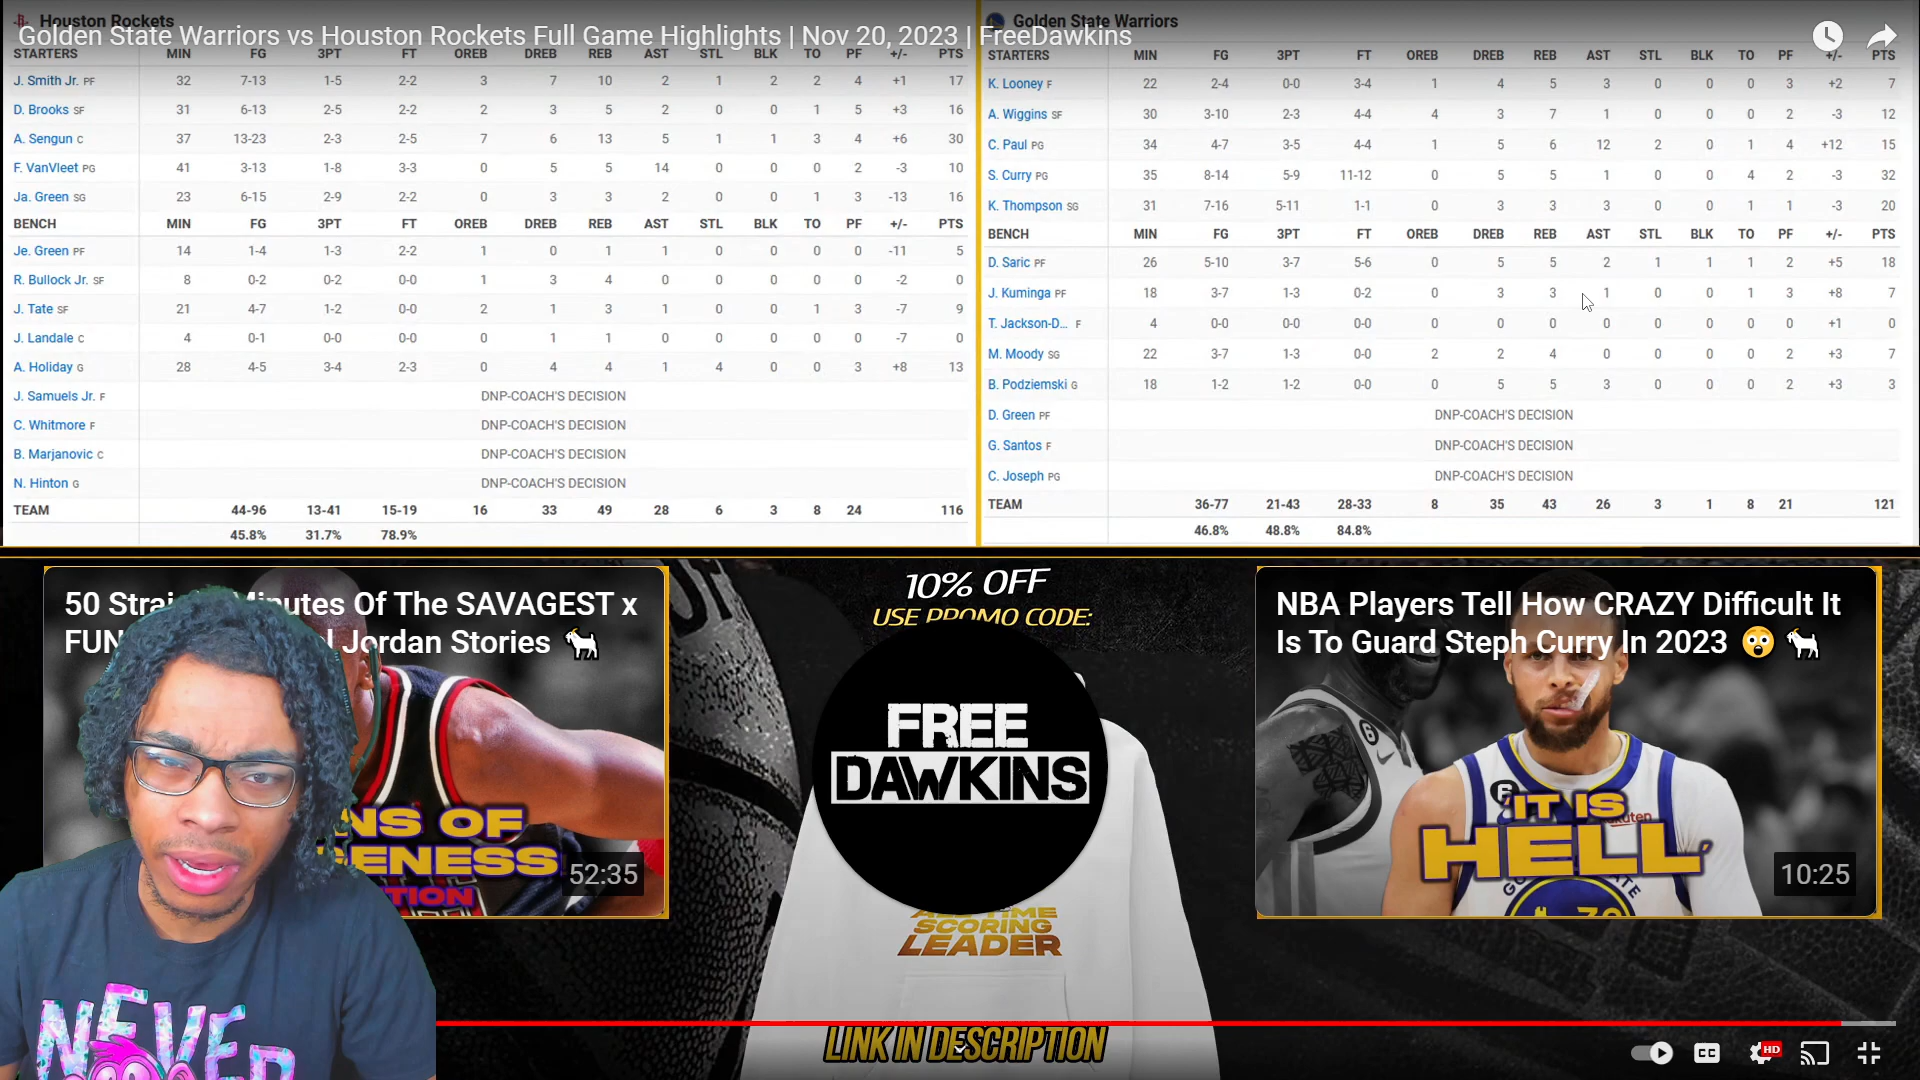 Houston Rockets
Golden State Warriors vs Houston Rockets Full Game Highlights | Nov 20, 2023 | FreeDawkins
STARTERS MIN FG 3PT FT OREB DREB REB AST STL BLK TO PF +/- PTS
J. Smith Jr. PF 32 7-13 1-5 2-2 3 7 10 2 1 2 2 4 +1 17
D. Brooks SF 31 6-13 2-5 2-2 2 3 5 2 0 0 1 5 +3 16
A. Sengun C 37 13-23 2-3 2-5 7 6 13 5 1 1 3 4 +6 30
F. VanVleet PG 41 3-13 1-8 3-3 0 5 5 14 0 0 0 2 -3 10
Ja. Green SG 23 6-15 2-9 2-2 0 3 3 2 0 0 1 3 -13 16
BENCH MIN FG 3PT FT OREB DREB REB AST STL BLK TO PF +/- PTS
Je. Green PF 14 1-4 1-3 2-2 1 0 1 1 0 0 0 0 -11 5
R. Bullock Jr. SF 8 0-2 0-2 0-0 1 3 4 0 0 0 0 0 -2 0
J. Tate SF 21 4-7 1-2 0-0 2 1 3 1 0 0 1 3 -7 9
J. Landale C 4 0-1 0-0 0-0 0 1 1 0 0 0 0 0 -7 0
A. Holiday G 28 4-5 3-4 2-3 0 4 4 1 4 0 0 3 +8 13
J. Samuels Jr. F DNP-COACH'S DECISION
C. Whitmore F DNP-COACH'S DECISION
B. Marjanovic C DNP-COACH'S DECISION
N. Hinton G DNP-COACH'S DECISION
TEAM 44-96 13-41 15-19 16 33 49 28 6 3 8 24 116
45.8% 31.7% 78.9%
Golden State Warriors
STARTERS MIN FG 3PT FT OREB DREB REB AST STL BLK TO PF +/- PTS
K. Looney F 22 2-4 0-0 3-4 1 4 5 3 0 0 0 3 +2 7
A. Wiggins SF 30 3-10 2-3 4-4 4 3 7 1 0 0 0 2 -3 12
C. Paul PG 34 4-7 3-5 4-4 1 5 6 12 2 0 1 4 +12 15
S. Curry PG 35 8-14 5-9 11-12 0 5 5 1 0 0 4 2 -3 32
K. Thompson SG 31 7-16 5-11 1-1 0 3 3 3 0 0 1 1 -3 20
BENCH MIN FG 3PT FT OREB DREB REB AST STL BLK TO PF +/- PTS
D. Saric PF 26 5-10 3-7 5-6 0 5 5 2 1 1 1 2 +5 18
J. Kuminga PF 18 3-7 1-3 0-2 0 3 3 1 0 0 1 3 +8 7
T. Jackson-D... F 4 0-0 0-0 0-0 0 0 0 0 0 0 0 0 +1 0
M. Moody SG 22 3-7 1-3 0-0 2 2 4 0 0 0 0 2 +3 7
B. Podziemski G 18 1-2 1-2 0-0 0 5 5 3 0 0 0 2 +3 3
D. Green PF DNP-COACH'S DECISION
G. Santos F DNP-COACH'S DECISION
C. Joseph PG DNP-COACH'S DECISION
TEAM 36-77 21-43 28-33 8 35 43 26 3 1 8 21 121
46.8% 48.8% 84.8%
50 Minutes Of The SAVAGEST x
Jordan Stories 🐐
52:35
10% OFF
USE PROMO CODE:
FREE
DAWKINS
ALL TIME
SCORING
LEADER
LINK IN DESCRIPTION
NBA Players Tell How CRAZY Difficult It
Is To Guard Steph Curry In 2023 😲 🐐
6
6
"IT IS
HELL"
10:25
NEVER
CC
HD